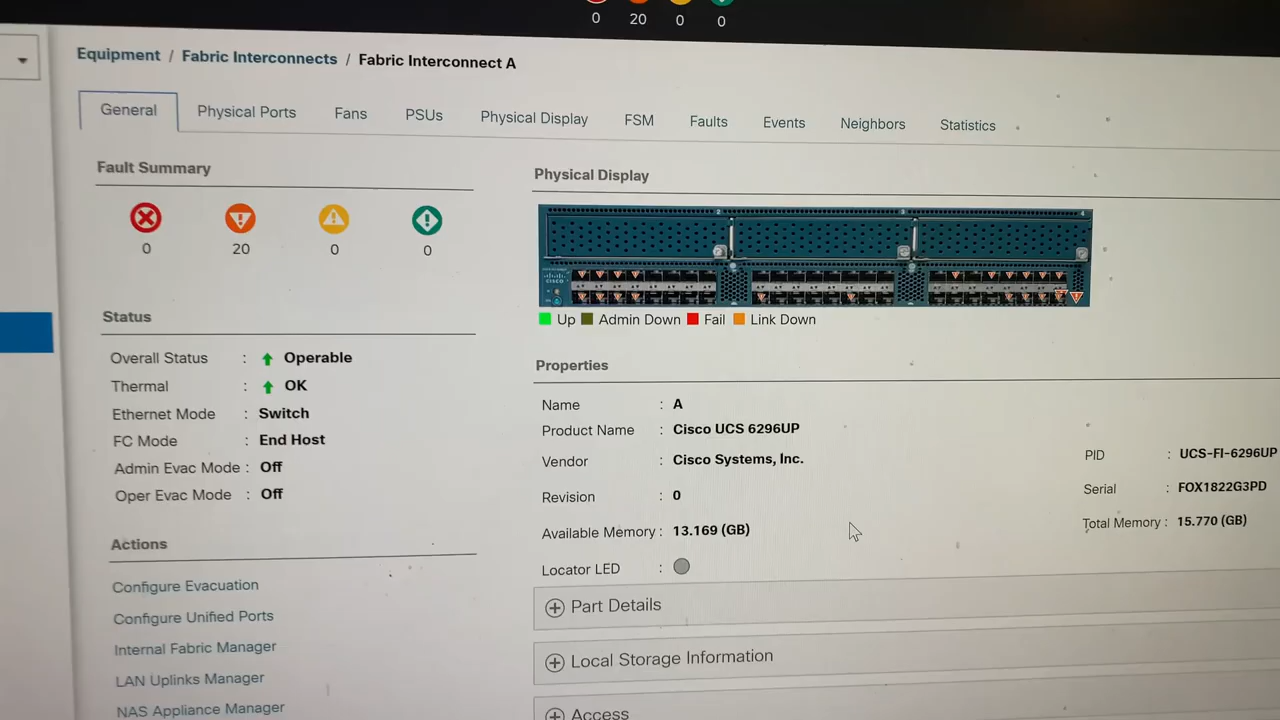 0 20 0 0
Equipment / Fabric Interconnects / Fabric Interconnect A
General Physical Ports Fans PSUs Physical Display FSM Faults Events Neighbors Statistics
Fault Summary
0 20 0 0
Status
Overall Status : Operable
Thermal : OK
Ethernet Mode : Switch
FC Mode : End Host
Admin Evac Mode : Off
Oper Evac Mode : Off
Actions
Configure Evacuation
Configure Unified Ports
Internal Fabric Manager
LAN Uplinks Manager
NAS Appliance Manager
Physical Display
CISCO
Up Admin Down Fail Link Down
Properties
Name : A
Product Name : Cisco UCS 6296UP
Vendor : Cisco Systems, Inc.
PID : UCS-FI-6296UP
Revision : 0
Serial : FOX1822G3PD
Available Memory : 13.169 (GB)
Total Memory : 15.770 (GB)
Locator LED :
Part Details
Local Storage Information
Access